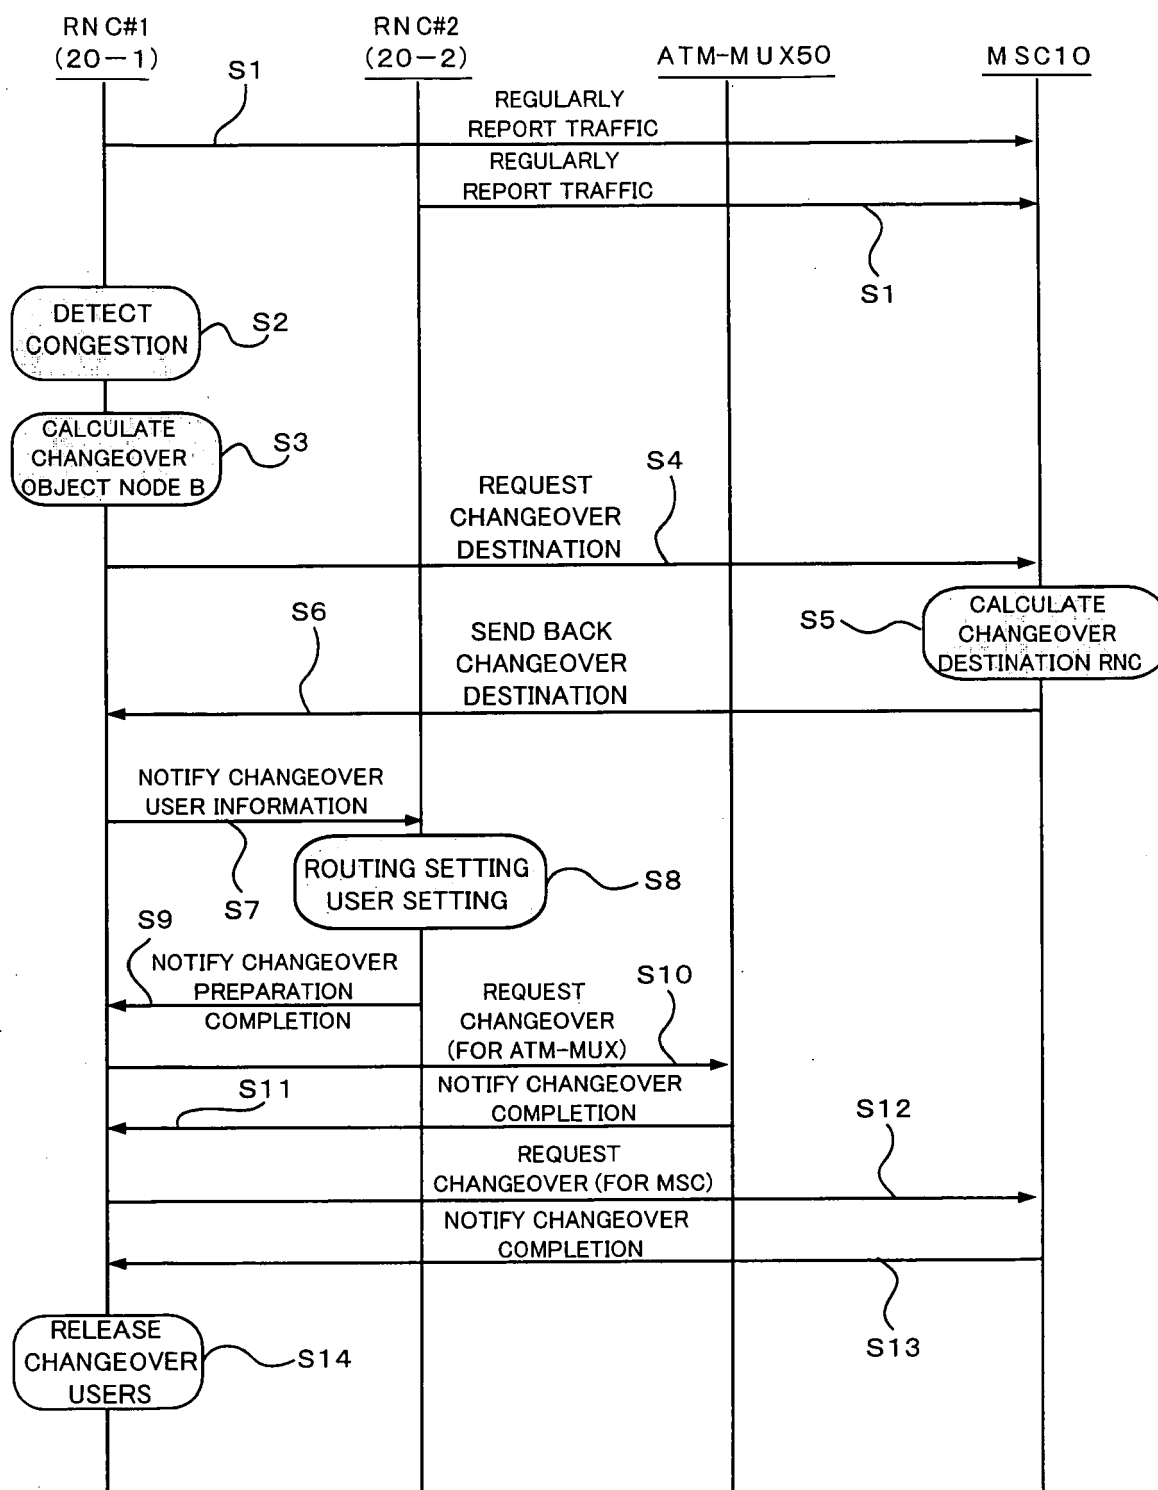 RNC#1
(20-1)
RNC#2
(20-2)
ATM-MUX50
MSC10
S1
REGULARLY
REPORT TRAFFIC
REGULARLY
REPORT TRAFFIC
S1
DETECT
CONGESTION
S2
CALCULATE
CHANGEOVER
OBJECT NODE B
S3
REQUEST
CHANGEOVER
DESTINATION
S4
CALCULATE
CHANGEOVER
DESTINATION RNC
S5
S6
SEND BACK
CHANGEOVER
DESTINATION
NOTIFY CHANGEOVER
USER INFORMATION
S7
ROUTING SETTING
USER SETTING
S8
S9
NOTIFY CHANGEOVER
PREPARATION
COMPLETION
REQUEST
CHANGEOVER
(FOR ATM-MUX)
S10
S11
NOTIFY CHANGEOVER
COMPLETION
S12
REQUEST
CHANGEOVER (FOR MSC)
NOTIFY CHANGEOVER
COMPLETION
S13
RELEASE
CHANGEOVER
USERS
S14